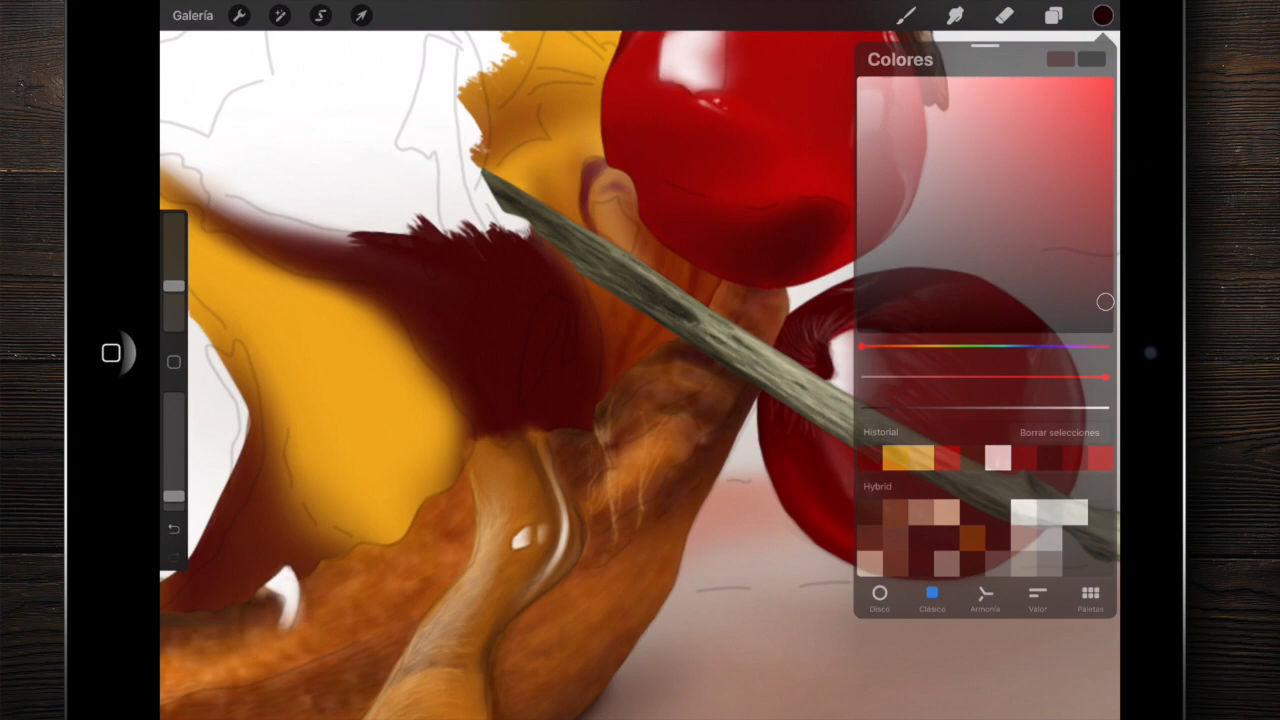 Galería
Colores
Historial
Borrar selecciones
Hybrid
Disco
Clásico
Armonía
Valor
Paletas